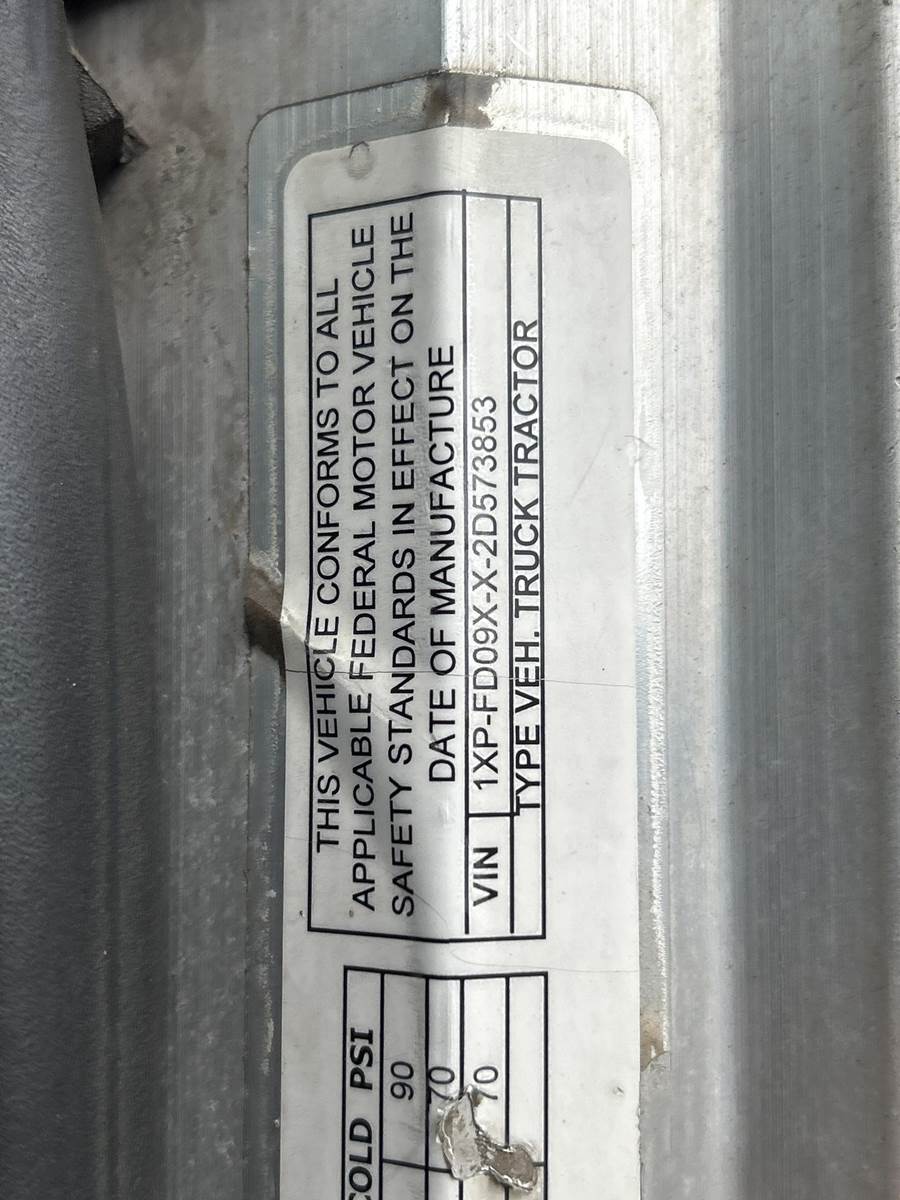 THIS VEHICLE CONFORMS TO ALL
APPLICABLE FEDERAL MOTOR VEHICLE
SAFETY STANDARDS IN EFFECT ON THE
DATE OF MANUFACTURE
VIN 1XP-FD09X-X-2D573853
TYPE VEH. TRUCK TRACTOR
COLD PSI
90
70
70